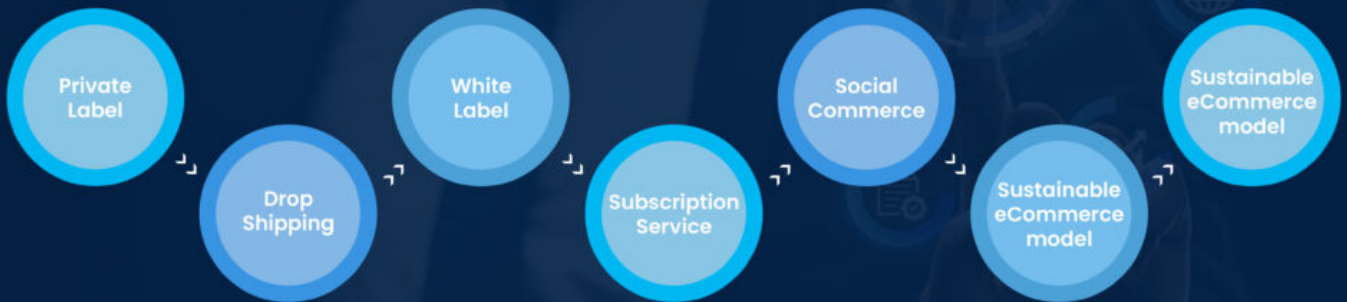 Private
Label
Drop
Shipping
White
Label
Subscription
Service
Social
Commerce
Sustainable
eCommerce
model
Sustainable
eCommerce
model